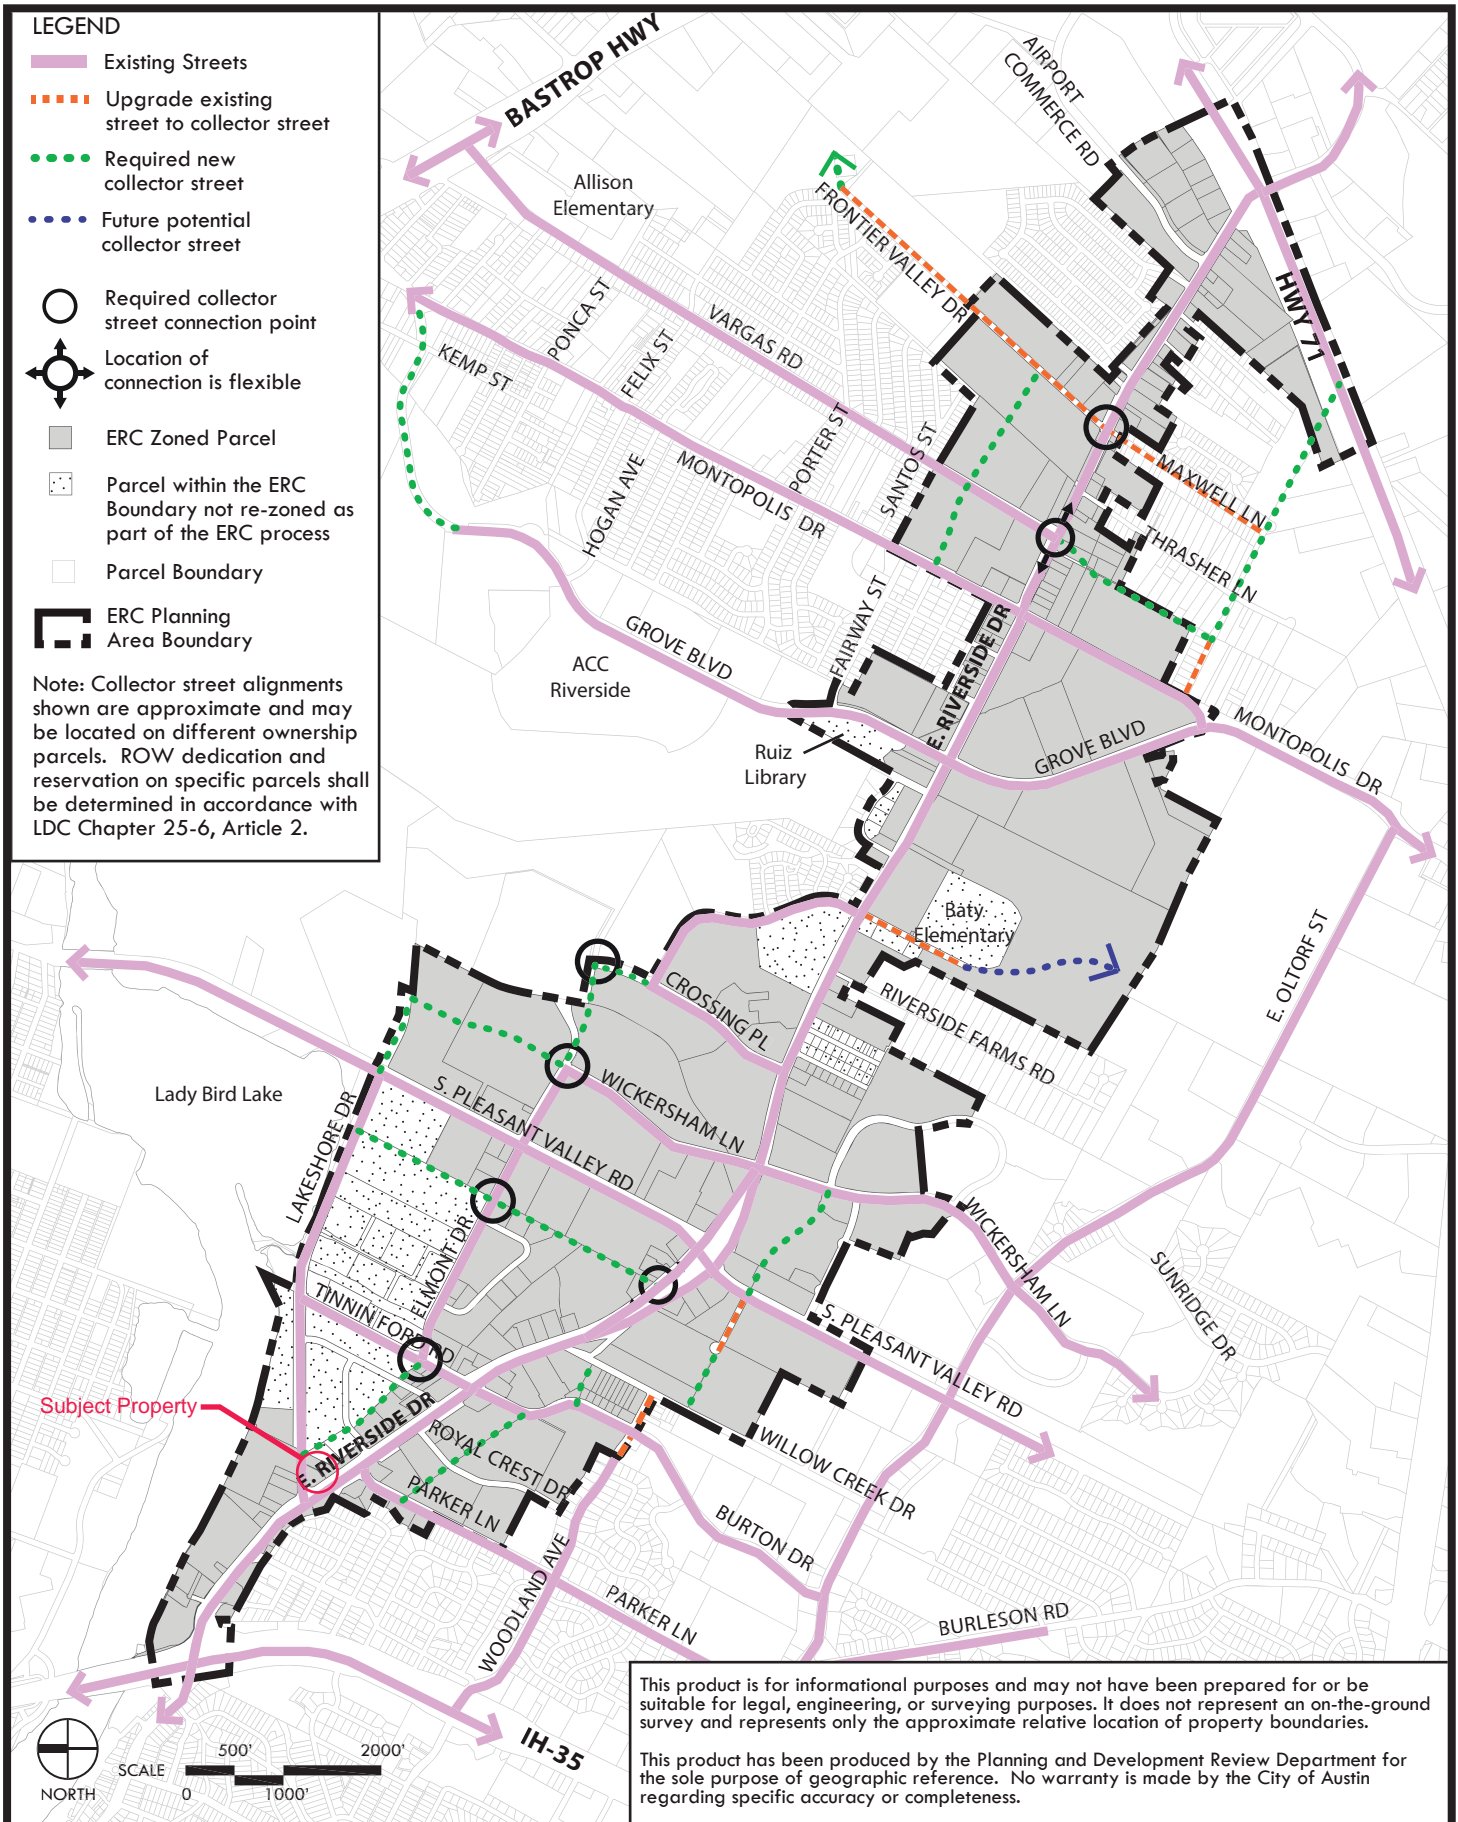 LEGEND
Existing Streets
Upgrade existing
street to collector street
Required new
collector street
Future potential
collector street
Required collector
street connection point
Location of
connection is flexible
ERC Zoned Parcel
Parcel within the ERC
Boundary not re-zoned as
part of the ERC process
Parcel Boundary
ERC Planning
Area Boundary
Note: Collector street alignments
shown are approximate and may
be located on different ownership
parcels.  ROW dedication and
reservation on specific parcels shall
be determined in accordance with
LDC Chapter 25-6, Article 2.
BASTROP HWY
AIRPORT
COMMERCE RD
Allison
Elementary
FRONTIER VALLEY DR
HWY 71
PONCA ST
VARGAS RD
FELIX ST
KEMP ST
PORTER ST
SANTOS ST
MAXWELL LN
HOGAN AVE
MONTOPOLIS DR
THRASHER LN
FAIRWAY ST
GROVE BLVD
E. RIVERSIDE DR
ACC
Riverside
Ruiz
Library
GROVE BLVD
MONTOPOLIS DR
Baty
Elementary
E. OLTORF ST
CROSSING PL
RIVERSIDE FARMS RD
Lady Bird Lake
LAKESHORE DR
S. PLEASANT VALLEY RD
WICKERSHAM LN
WICKERSHAM LN
SUNRIDGE DR
ELMONT DR
TINNIN FORD RD
S. PLEASANT VALLEY RD
Subject Property
E. RIVERSIDE DR
ROYAL CREST DR
PARKER LN
WILLOW CREEK DR
BURTON DR
WOODLAND AVE
PARKER LN
BURLESON RD
IH-35
NORTH
SCALE
500'
2000'
0
1000'
This product is for informational purposes and may not have been prepared for or be
suitable for legal, engineering, or surveying purposes. It does not represent an on-the-ground
survey and represents only the approximate relative location of property boundaries.
This product has been produced by the Planning and Development Review Department for
the sole purpose of geographic reference.  No warranty is made by the City of Austin
regarding specific accuracy or completeness.